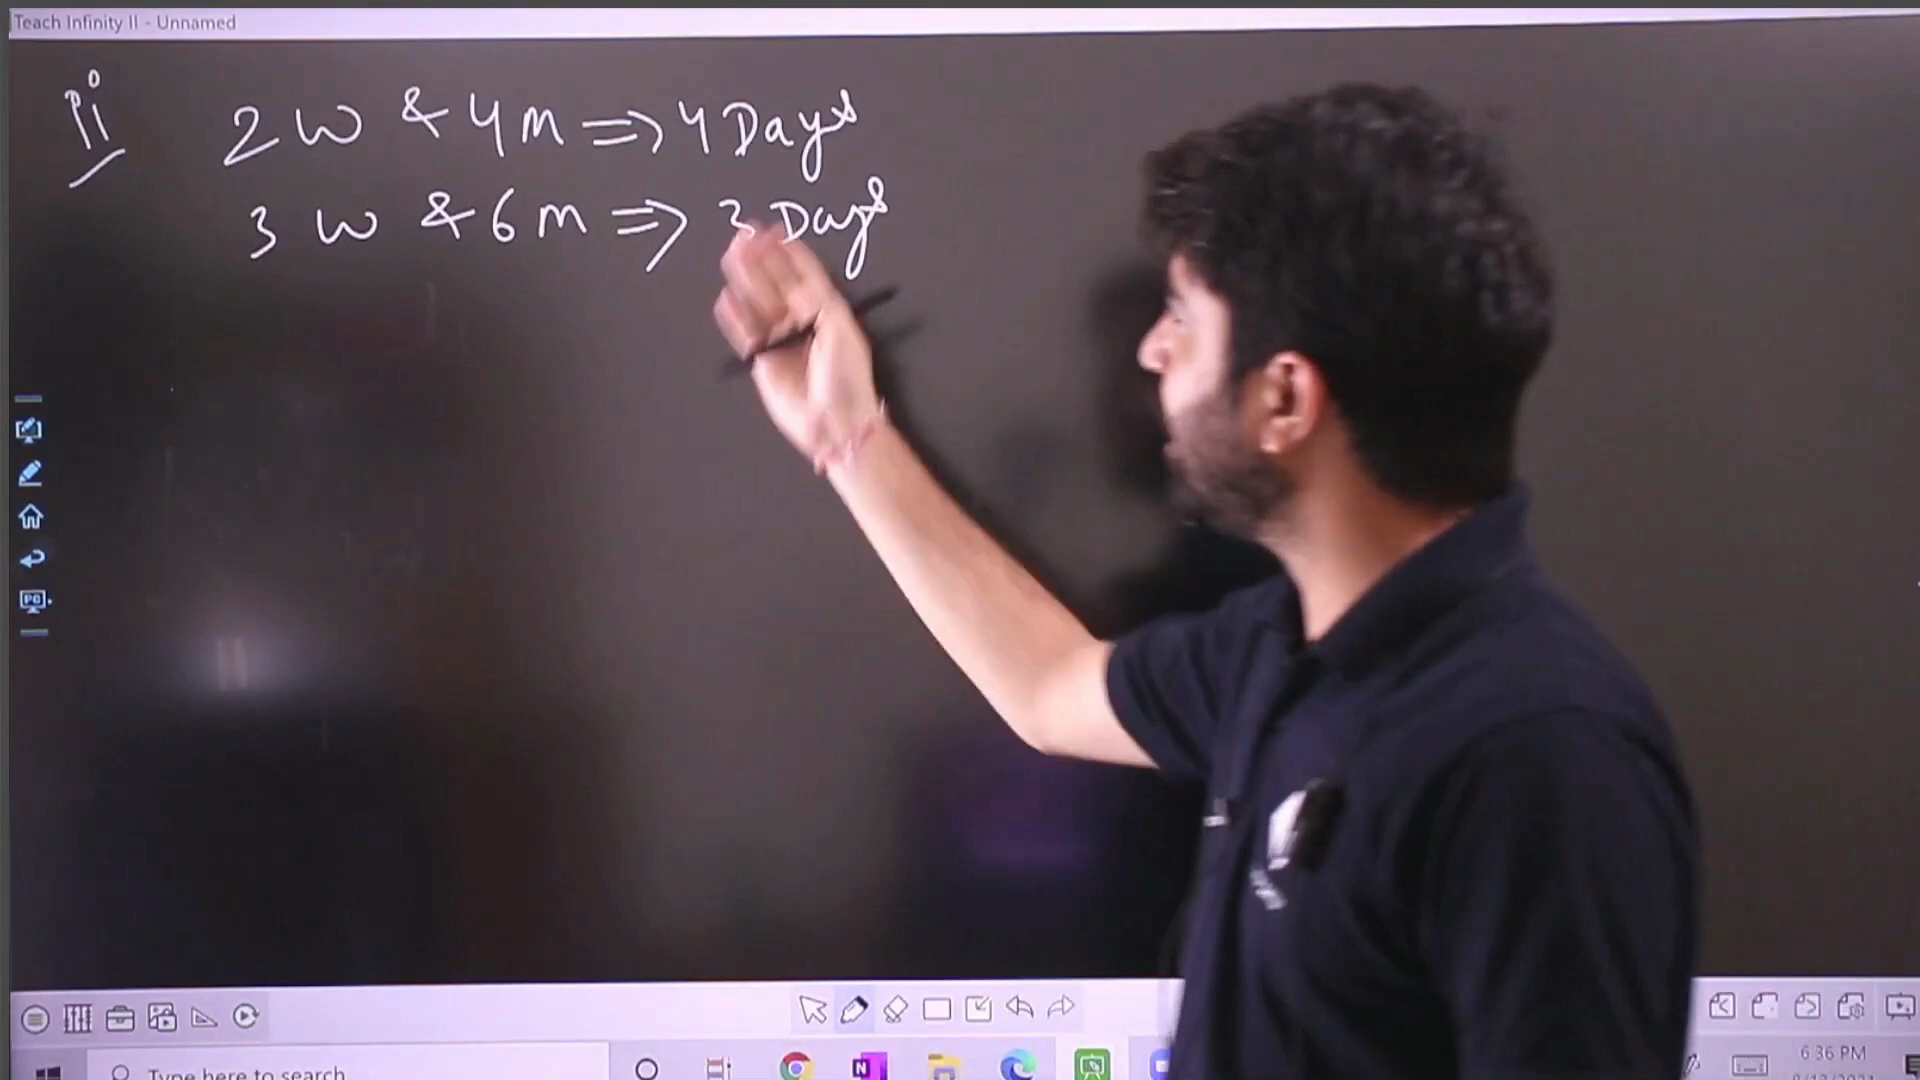 Teach Infinity II - Unnamed
ii
2 W & 4 m => 4 Days
3 W & 6 m => 3 Days
PC
N
Type here to search
6:36 PM